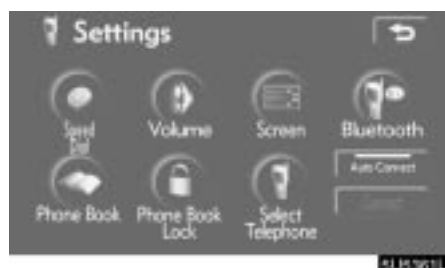 Settings
Speed
Dial
Volume
Screen
Bluetooth
Auto Connect
Phone Book
Phone Book
Lock
Select
Telephone